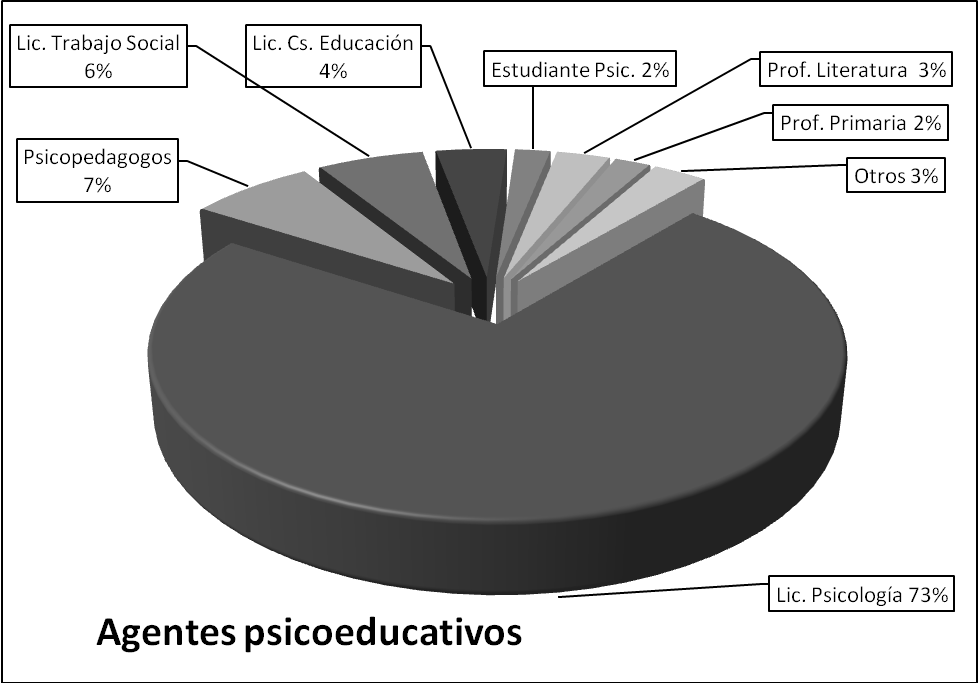 Lic. Trabajo Social
6%
Lic. Cs. Educación
4%
Estudiante Psic. 2%
Prof. Literatura 3%
Prof. Primaria 2%
Psicopedagogos
7%
Otros 3%
Lic. Psicología 73%
Agentes psicoeducativos